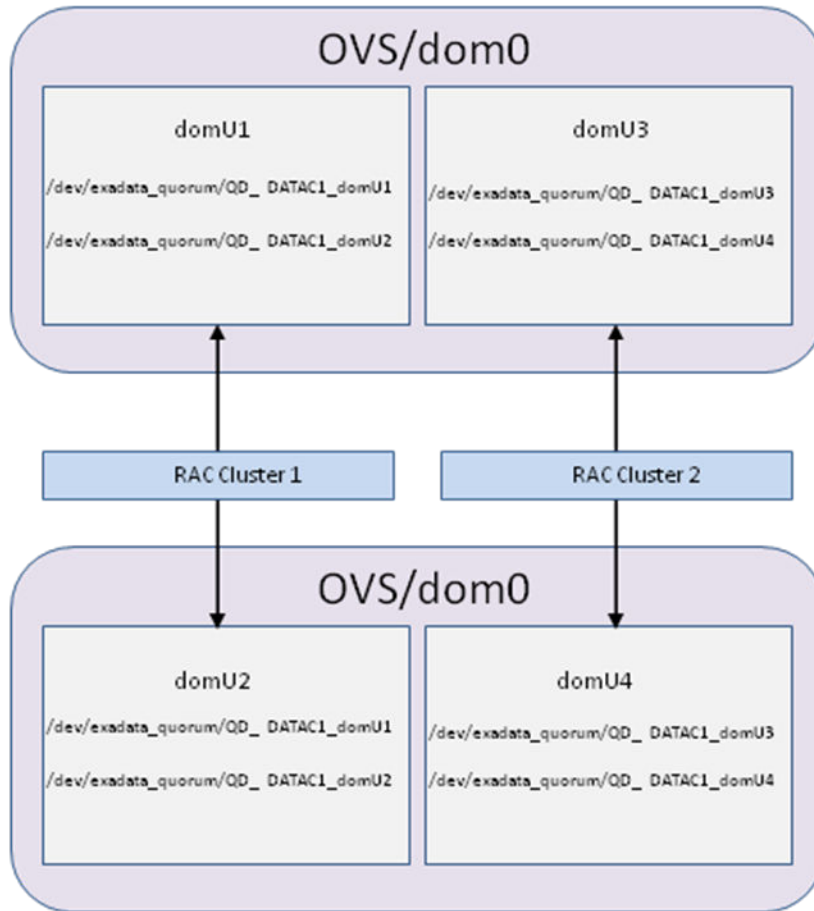 OVS/dom0
domU1
/dev/exadata_quorum/QD_ DATAC1_domU1
/dev/exadata_quorum/QD_ DATAC1_domU2
domU3
/dev/exadata_quorum/QD_ DATAC1_domU3
/dev/exadata_quorum/QD_ DATAC1_domU4
RAC Cluster 1
RAC Cluster 2
OVS/dom0
domU2
/dev/exadata_quorum/QD_ DATAC1_domU1
/dev/exadata_quorum/QD_ DATAC1_domU2
domU4
/dev/exadata_quorum/QD_ DATAC1_domU3
/dev/exadata_quorum/QD_ DATAC1_domU4